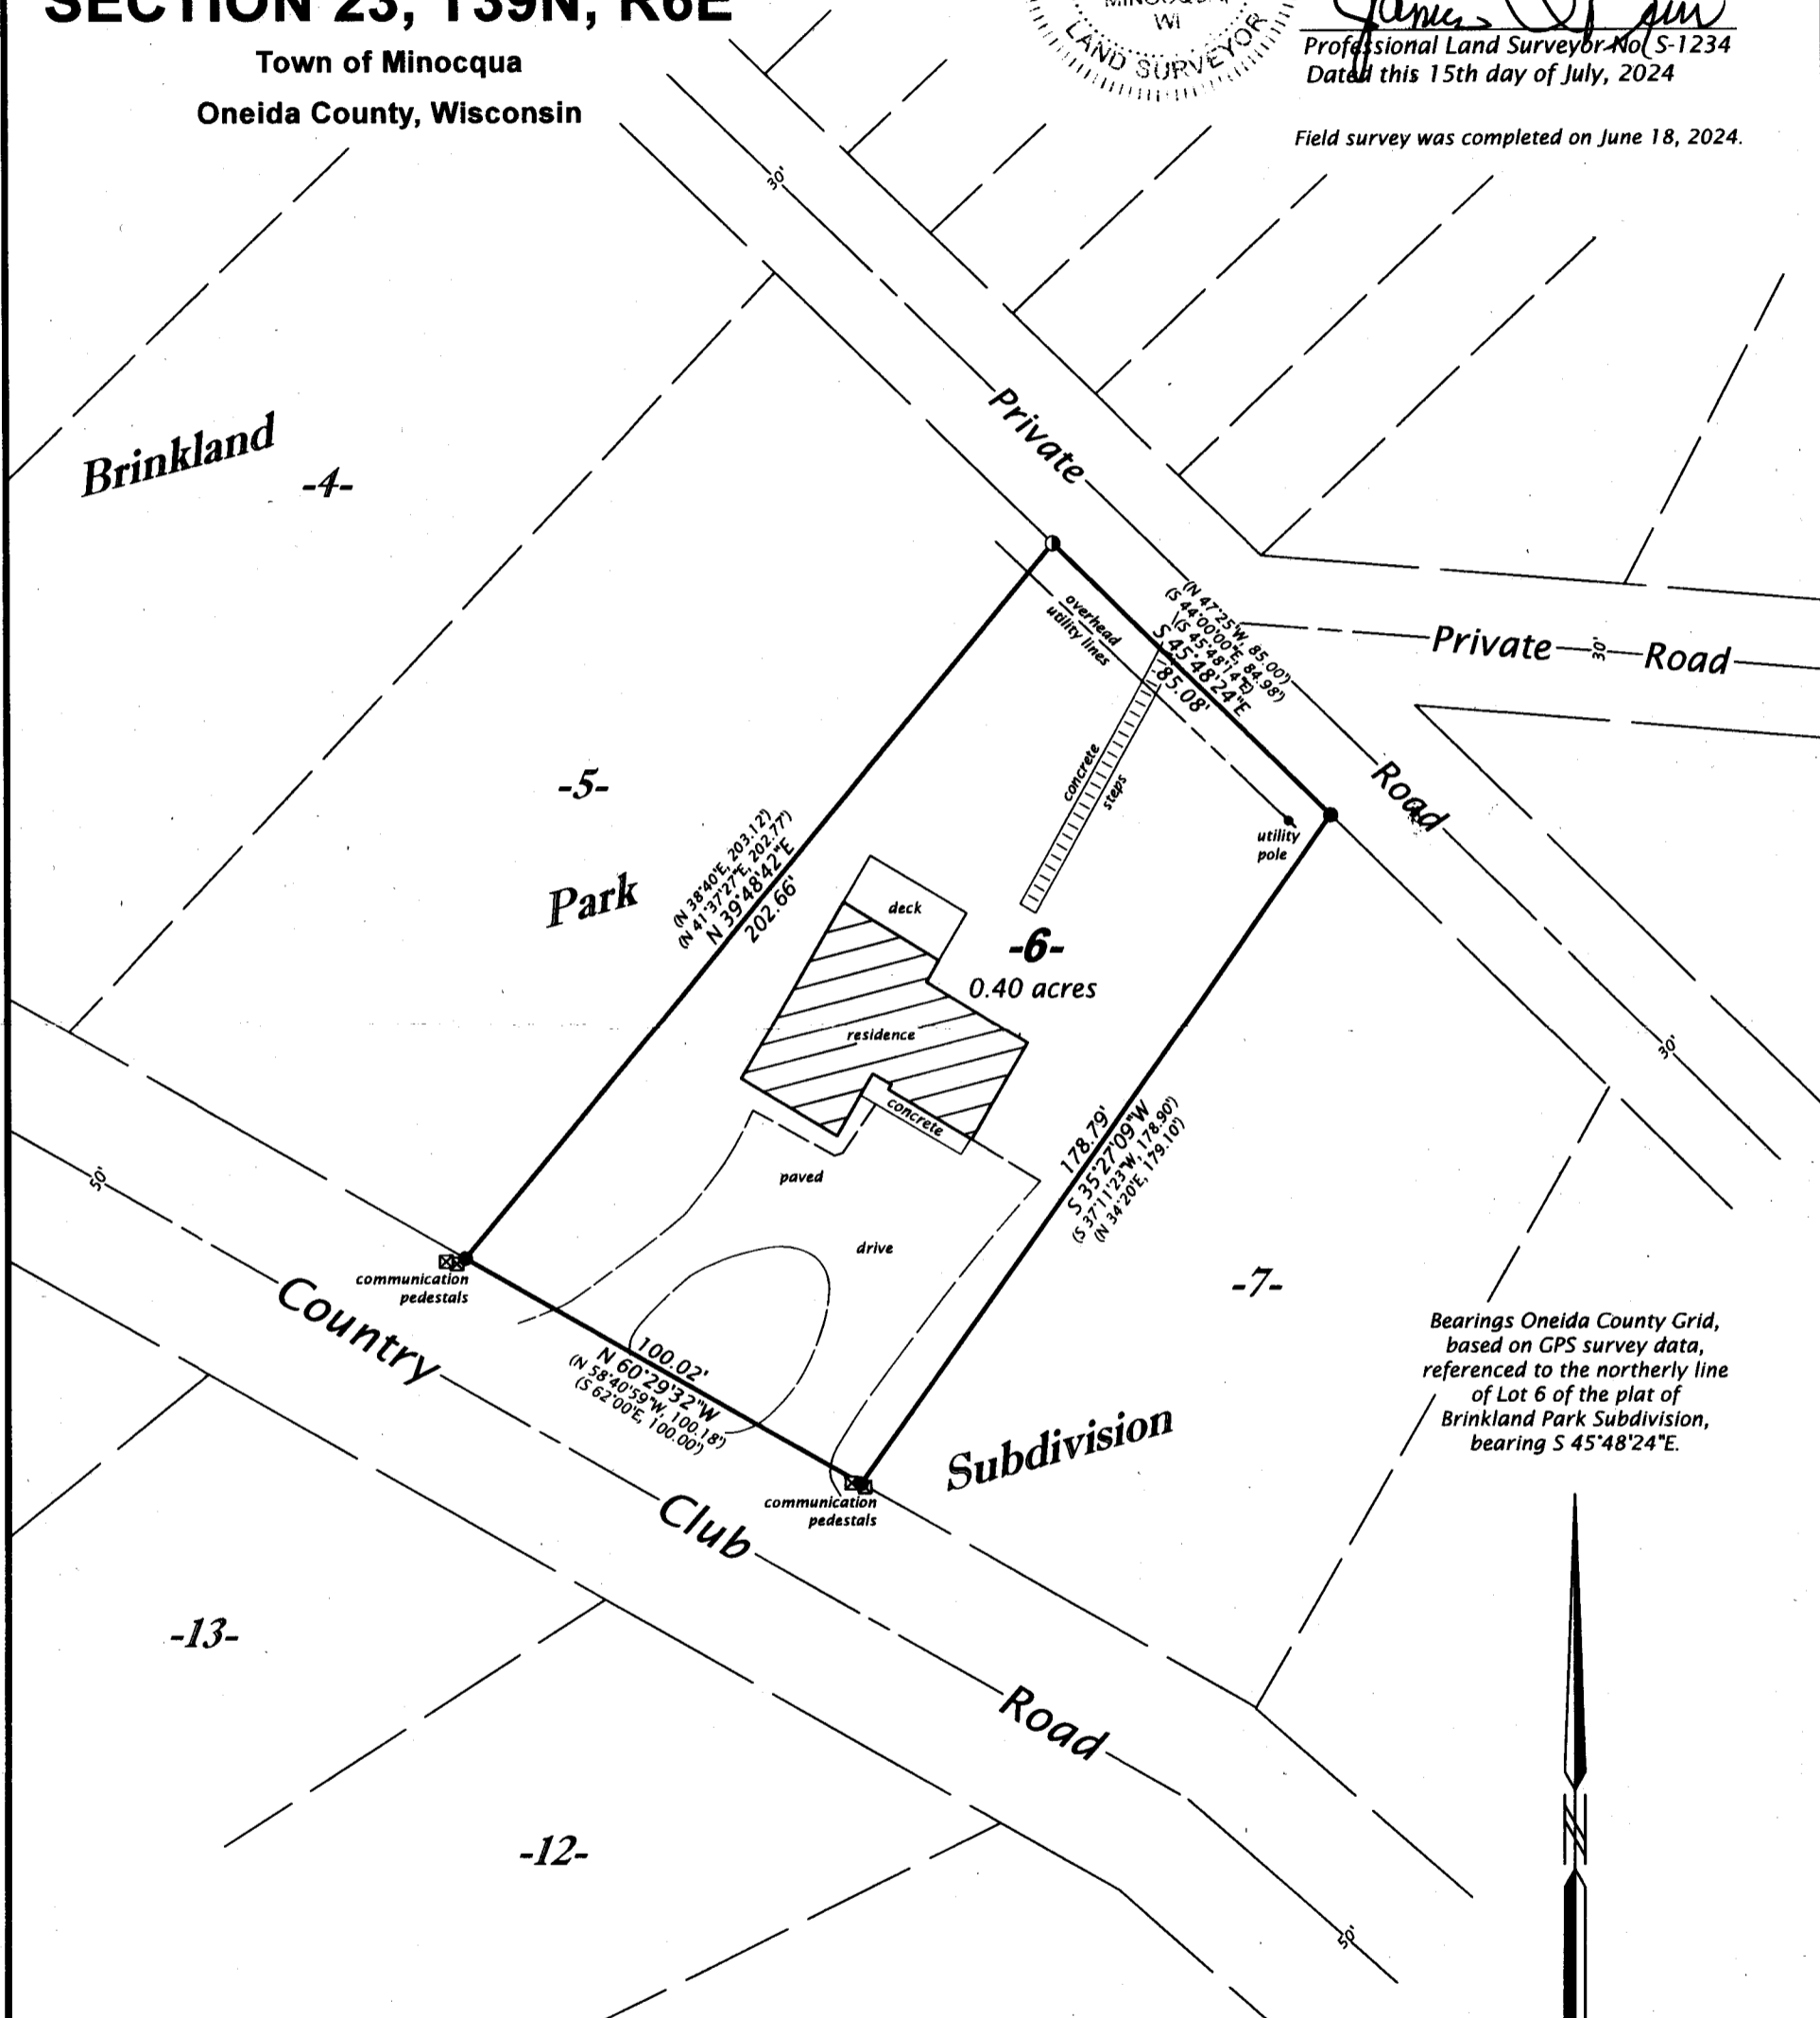 SECTION 23, T39N, R6E
Town of Minocqua
Oneida County, Wisconsin
WI
LAND SURVEYOR
Professional Land Surveyor No. S-1234
Dated this 15th day of July, 2024
Field survey was completed on June 18, 2024.
30'
Private
Brinkland
-4-
(N 47°25'W, 85.00')
(S 44°00'00"E, 84.98')
(S 45°48'14"E)
S 45°48'24"E
85.08'
overhead
utility lines
Private
30'
Road
concrete
steps
Road
utility
pole
-5-
(N 38°40'E, 203.12')
(N 41°37'27"E, 202.77')
N 39°48'42"E
202.66'
Park
deck
-6-
0.40 acres
residence
concrete
30'
178.79'
S 35°27'09"W
(S 37°11'23"W, 178.90')
(N 34°20'E, 179.10')
50'
paved
drive
communication
pedestals
-7-
Country
100.02'
N 60°29'32"W
(N 58°40'59"W, 100.18')
(S 62°00'E, 100.00')
Bearings Oneida County Grid,
based on GPS survey data,
referenced to the northerly line
of Lot 6 of the plat of
Brinkland Park Subdivision,
bearing S 45°48'24"E.
Subdivision
communication
pedestals
Club
-13-
Road
-12-
N
50'